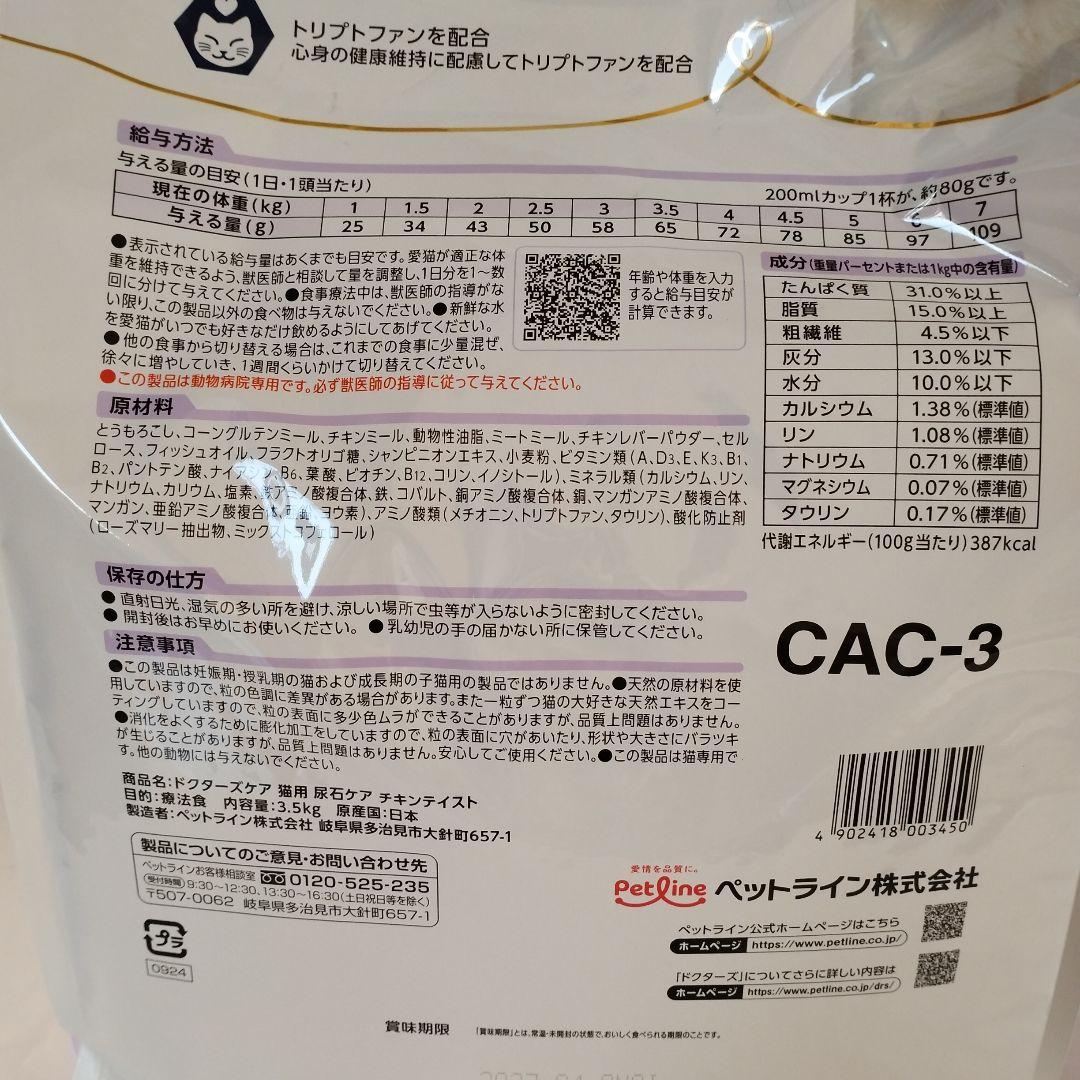 トリプトファンを配合
心身の健康維持に配慮してトリプトファンを配合
給与方法
与える量の目安(1日・1頭当たり)
200mlカップ1杯が、約80gです。
現在の体重(kg) 1 1.5 2 2.5 3 3.5 4 4.5 5 6 7
与える量(g) 25 34 43 50 58 65 72 78 85 97 109
●表示されている給与量はあくまでも目安です。愛猫が適正な体
重を維持できるよう、獣医師と相談して量を調整し、1日分を1〜数
回に分けて与えてください。●食事療法中は、獣医師の指導がな
い限り、この製品以外の食べ物は与えないでください。●新鮮な水
を愛猫がいつでも好きなだけ飲めるようにしてあげてください。
●他の食事から切り替える場合は、これまでの食事に少量混ぜ、
徐々に増やしていき、1週間くらいかけて切り替えてください。
●この製品は動物病院専用です。必ず獣医師の指導に従って与えてください。
年齢や体重を入力
すると給与目安が
計算できます。
成分(重量パーセントまたは1kg中の含有量)
たんぱく質 31.0%以上
脂質 15.0%以上
粗繊維 4.5%以下
灰分 13.0%以下
水分 10.0%以下
カルシウム 1.38%(標準値)
リン 1.08%(標準値)
ナトリウム 0.71%(標準値)
マグネシウム 0.07%(標準値)
タウリン 0.17%(標準値)
代謝エネルギー(100g当たり)387kcal
原材料
とうもろこし、コーングルテンミール、チキンミール、動物性油脂、ミートミール、チキンレバーパウダー、セル
ロース、フィッシュオイル、フラクトオリゴ糖、シャンピニオンエキス、小麦粉、ビタミン類(A、D3、E、K3、B1、
B2、パントテン酸、ナイアシン、B6、葉酸、ビオチン、B12、コリン、イノシトール)、ミネラル類(カルシウム、リン、
ナトリウム、カリウム、塩素、鉄アミノ酸複合体、鉄、コバルト、銅アミノ酸複合体、銅、マンガンアミノ酸複合体、
マンガン、亜鉛アミノ酸複合体、亜鉛、ヨウ素)、アミノ酸類(メチオニン、トリプトファン、タウリン)、酸化防止剤
(ローズマリー抽出物、ミックストコフェロール)
保存の仕方
●直射日光、湿気の多い所を避け、涼しい場所で虫等が入らないように密封してください。
●開封後はお早めにお使いください。 ●乳幼児の手の届かない所に保管してください。
注意事項
●この製品は妊娠期・授乳期の猫および成長期の子猫用の製品ではありません。●天然の原材料を使
用していますので、粒の色調に差異がある場合があります。また一粒ずつ猫の大好きな天然エキスをコー
ティングしていますので、粒の表面に多少色ムラができることがありますが、品質上問題はありません。
●消化をよくするために膨化加工をしていますので、粒の表面に穴があいたり、形状や大きさにバラツキ
が生じることがありますが、品質上問題はありません。安心してご使用ください。●この製品は猫専用で
す。他の動物には与えないでください。
商品名:ドクターズケア 猫用 尿石ケア チキンテイスト
目的:療法食 内容量:3.5kg 原産国:日本
製造者:ペットライン株式会社 岐阜県多治見市大針町657-1
製品についてのご意見・お問い合わせ先
ペットラインお客様相談室 0120-525-235
受付時間 9:30〜12:30、13:30〜16:30(土日祝日等を除く)
〒507-0062 岐阜県多治見市大針町657-1
プラ
0924
CAC-3
4 902418 003450
愛情を品質に。
Petline ペットライン株式会社
ペットライン公式ホームページはこちら
ホームページ https://www.petline.co.jp/
「ドクターズ」についてさらに詳しい内容は
ホームページ https://www.petline.co.jp/drs/
賞味期限 「賞味期限」とは、常温・未開封の状態で、おいしく食べられる期限のことです。